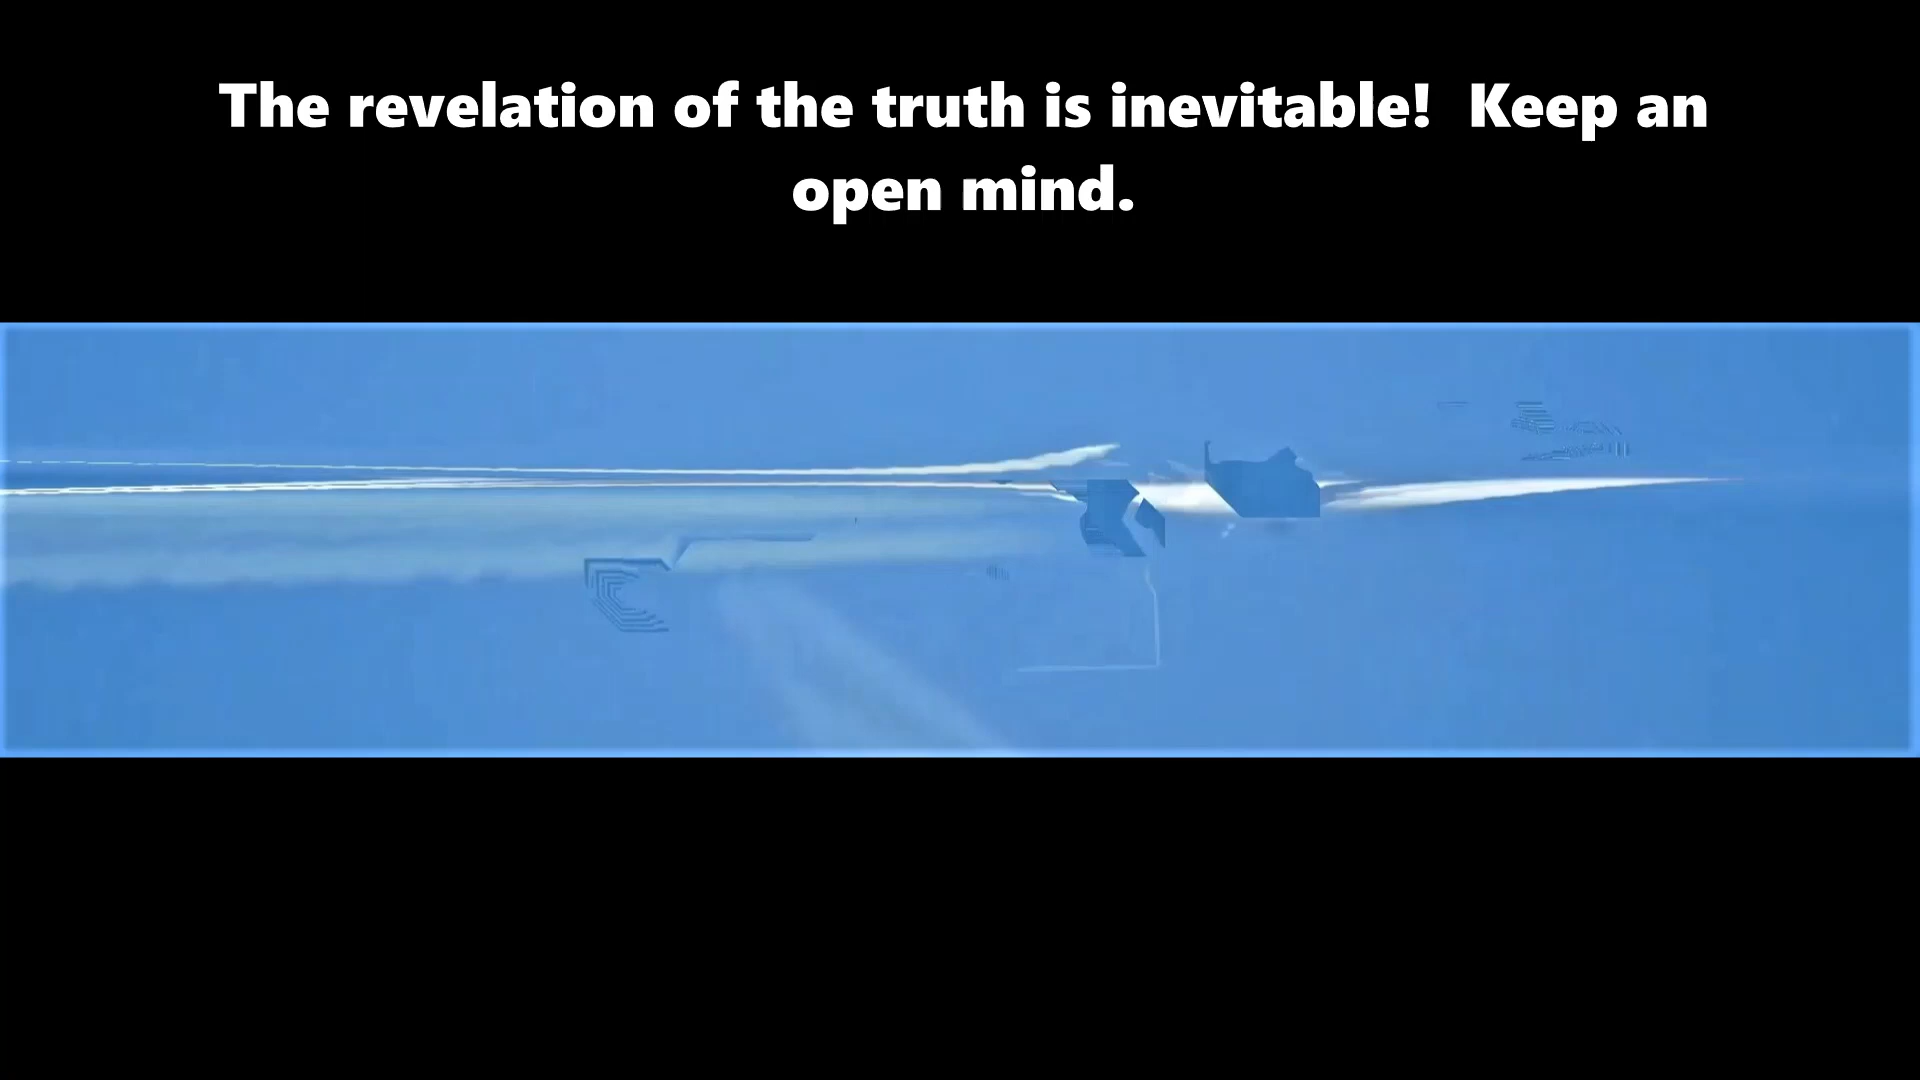 The revelation of the truth is inevitable!  Keep an
open mind.